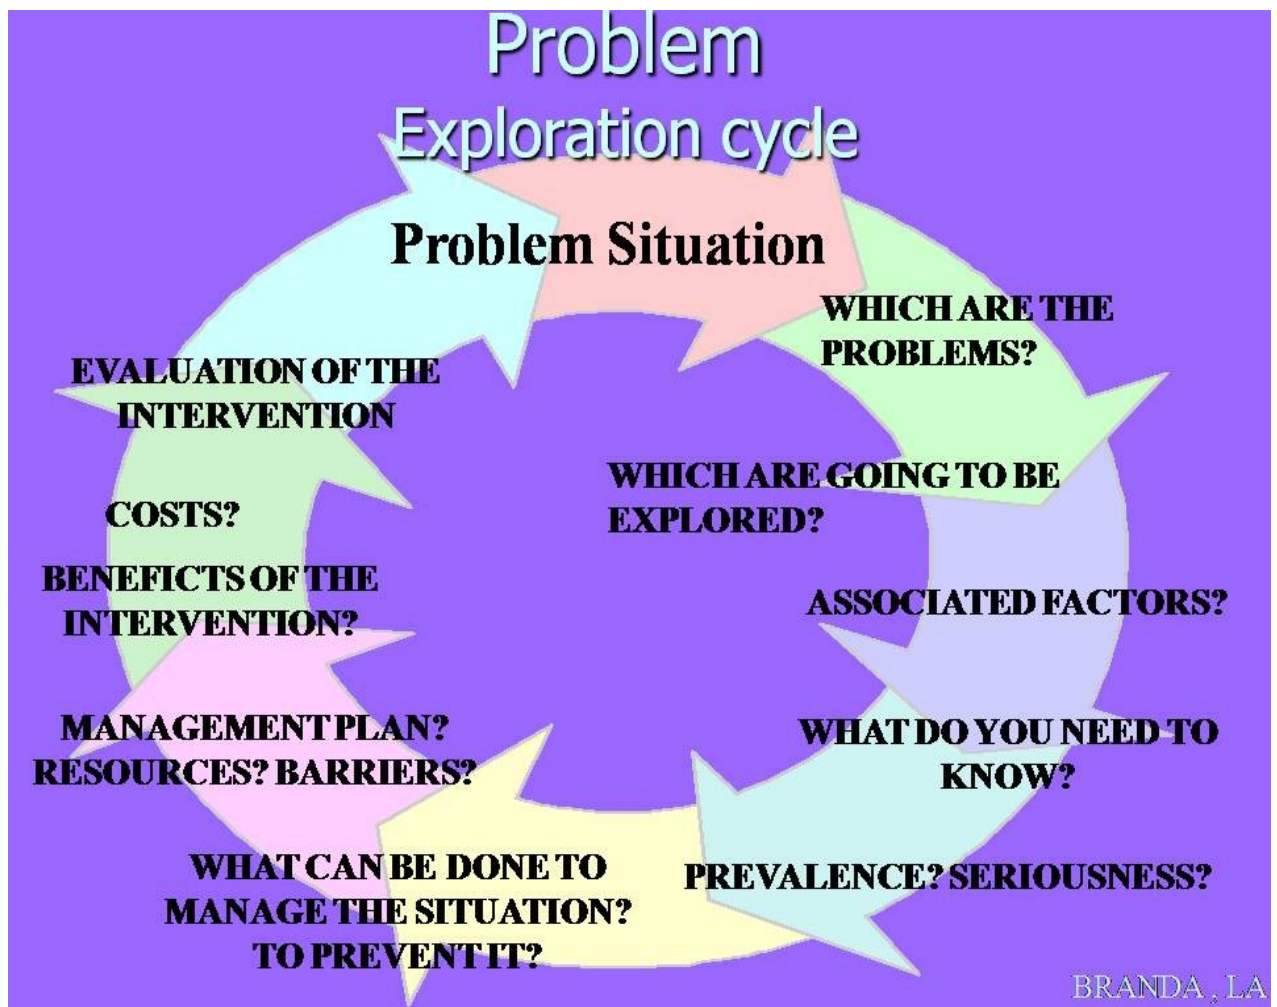 Problem
Exploration cycle
Problem Situation
WHICH ARE THE
PROBLEMS?
WHICH ARE GOING TO BE
EXPLORED?
ASSOCIATED FACTORS?
WHAT DO YOU NEED TO
KNOW?
PREVALENCE? SERIOUSNESS?
WHAT CAN BE DONE TO
MANAGE THE SITUATION?
TO PREVENT IT?
MANAGEMENT PLAN?
RESOURCES? BARRIERS?
BENEFICTS OF THE
INTERVENTION?
COSTS?
EVALUATION OF THE
INTERVENTION
BRANDA , LA